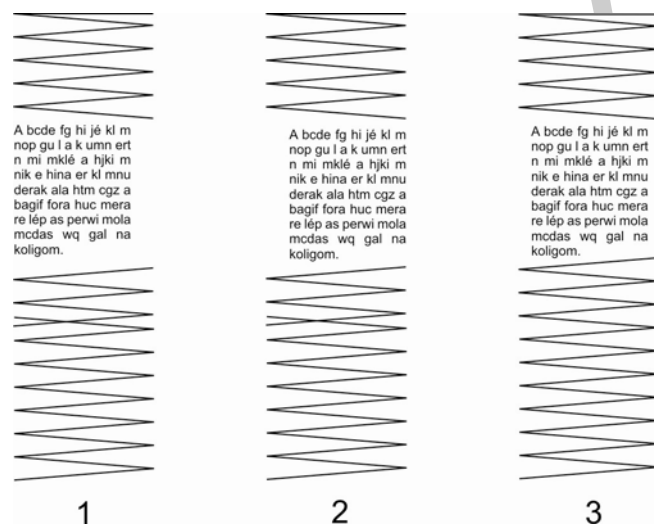 A bcde fg hi jé kl m
nop gu l a k umn ert
n mi mklé a hjki m
nik e hina er kl mnu
derak ala htm cgz a
bagif fora huc mera
re lép as perwi mola
mcdas wq gal na
koligom.
A bcde fg hi jé kl m
nop gu l a k umn ert
n mi mklé a hjki m
nik e hina er kl mnu
derak ala htm cgz a
bagif fora huc mera
re lép as perwi mola
mcdas wq gal na
koligom.
A bcde fg hi jé kl m
nop gu l a k umn ert
n mi mklé a hjki m
nik e hina er kl mnu
derak ala htm cgz a
bagif fora huc mera
re lép as perwi mola
mcdas wq gal na
koligom.
1 2 3